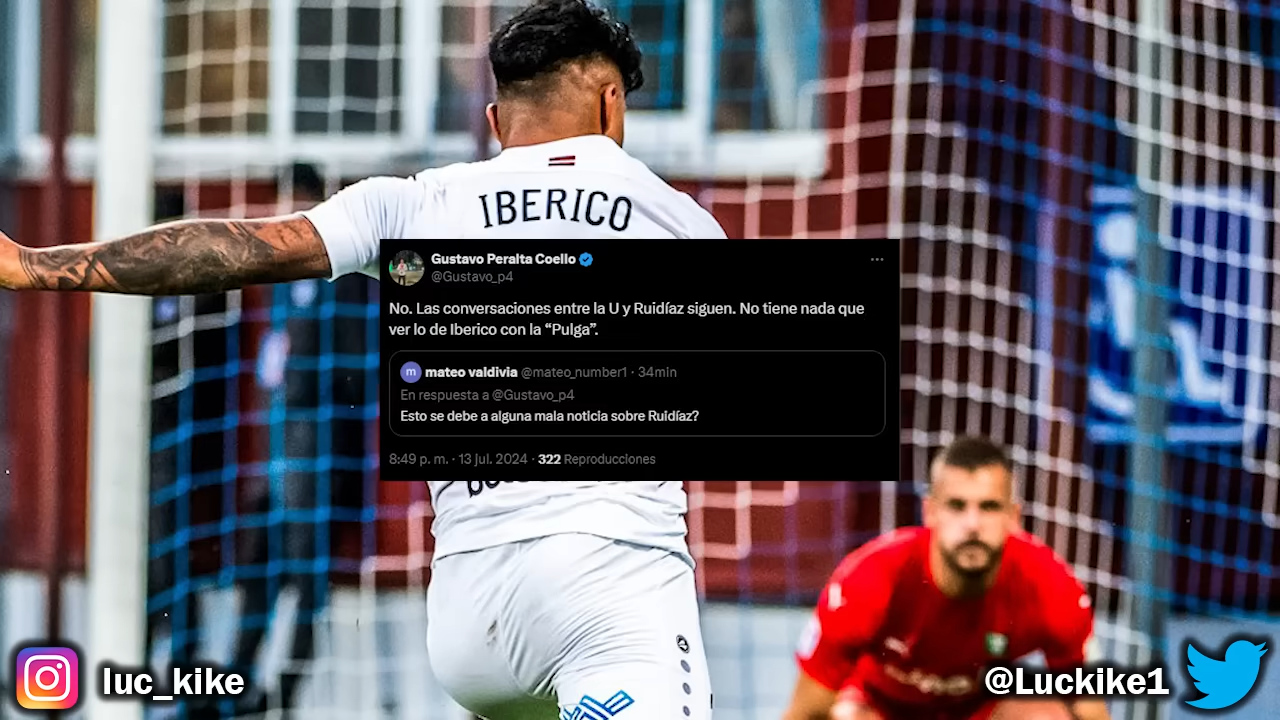 IBERICO
Gustavo Peralta Coello
@Gustavo_p4
No. Las conversaciones entre la U y Ruidíaz siguen. No tiene nada que
ver lo de Iberico con la “Pulga”.
m
mateo valdivia @mateo_number1 · 34min
En respuesta a @Gustavo_p4
Esto se debe a alguna mala noticia sobre Ruidíaz?
8:49 p. m. · 13 jul. 2024 · 322 Reproducciones
luc_kike
@Luckike1